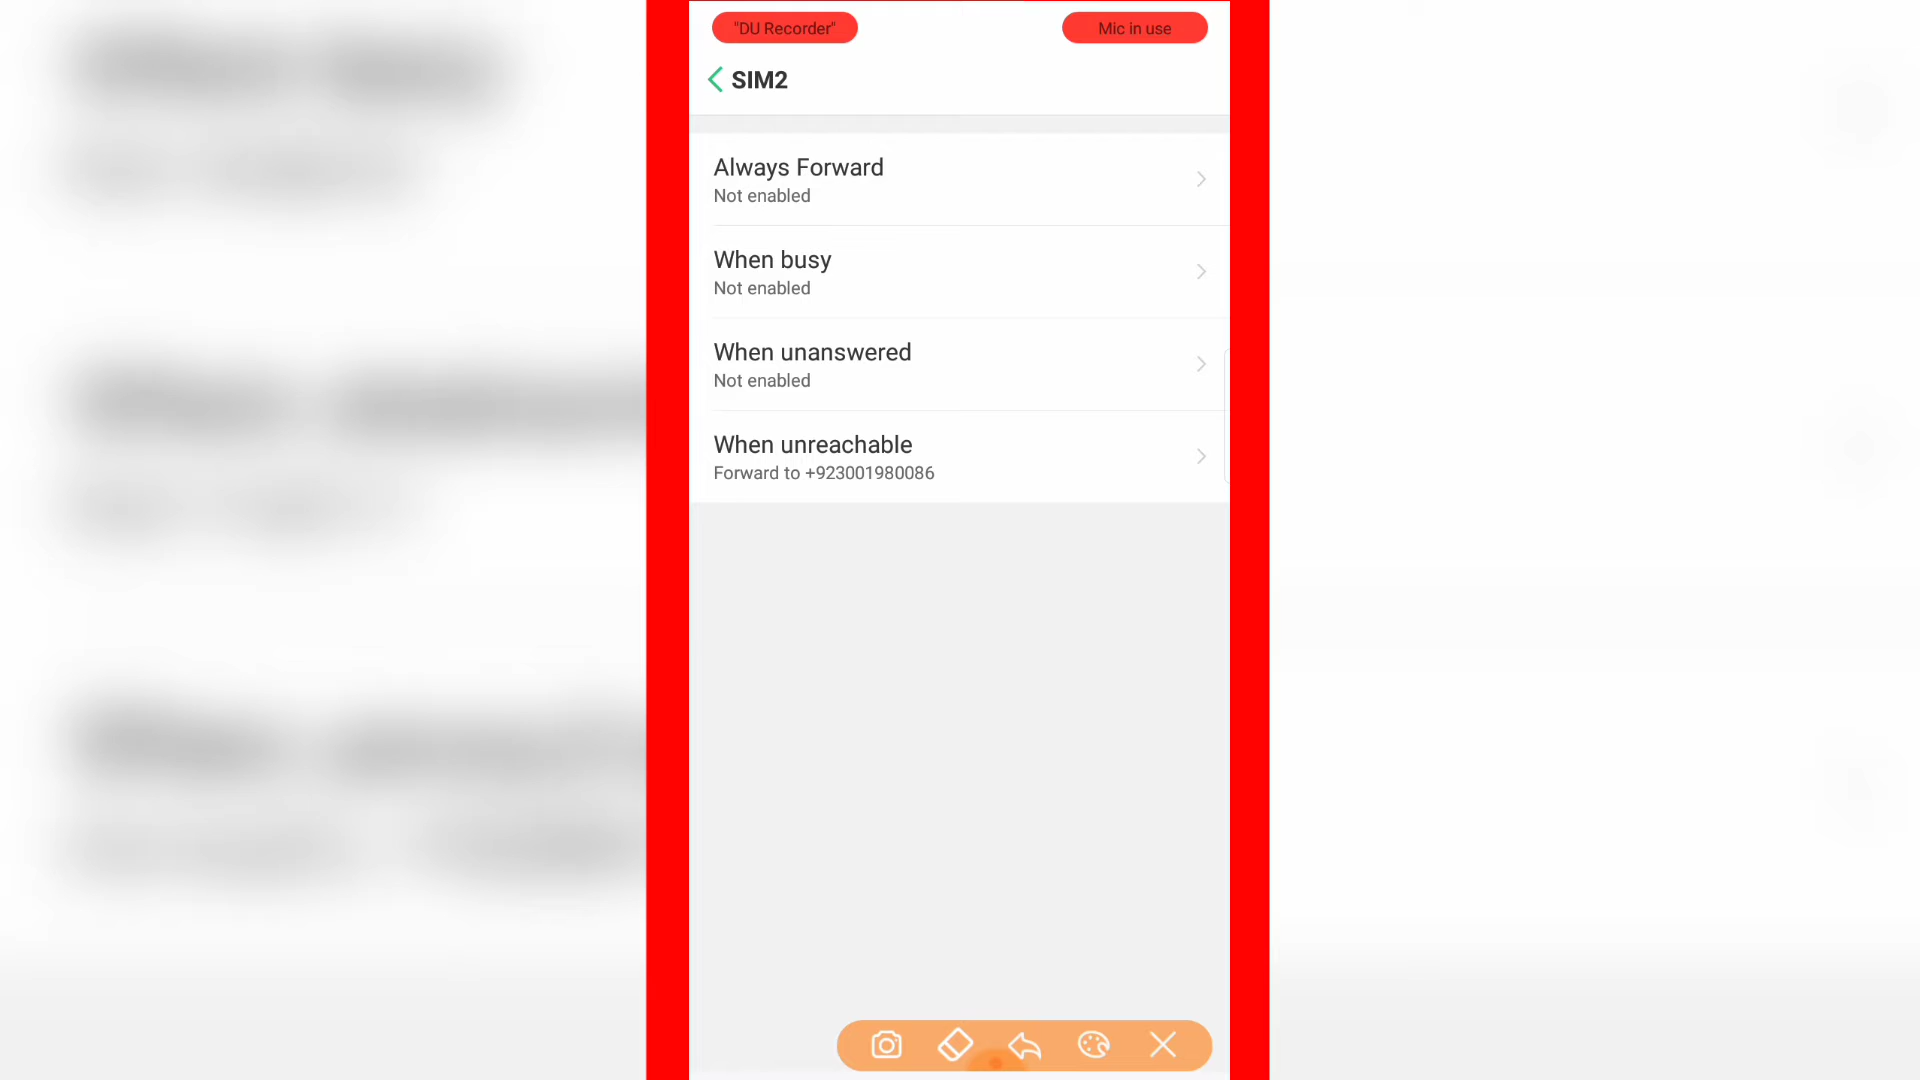 "DU Recorder"
Mic in use
SIM2
Always Forward
Not enabled
When busy
Not enabled
When unanswered
Not enabled
When unreachable
Forward to +923001980086